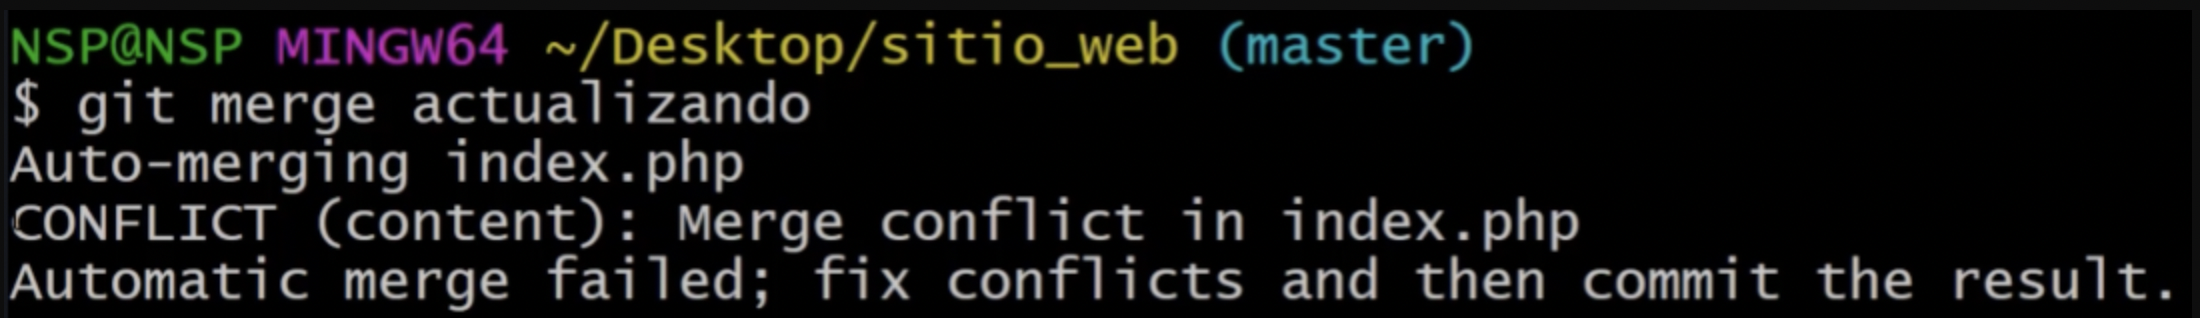 NSP@NSP MINGW64 ~/Desktop/sitio_web (master)
$ git merge actualizando
Auto-merging index.php
CONFLICT (content): Merge conflict in index.php
Automatic merge failed; fix conflicts and then commit the result.